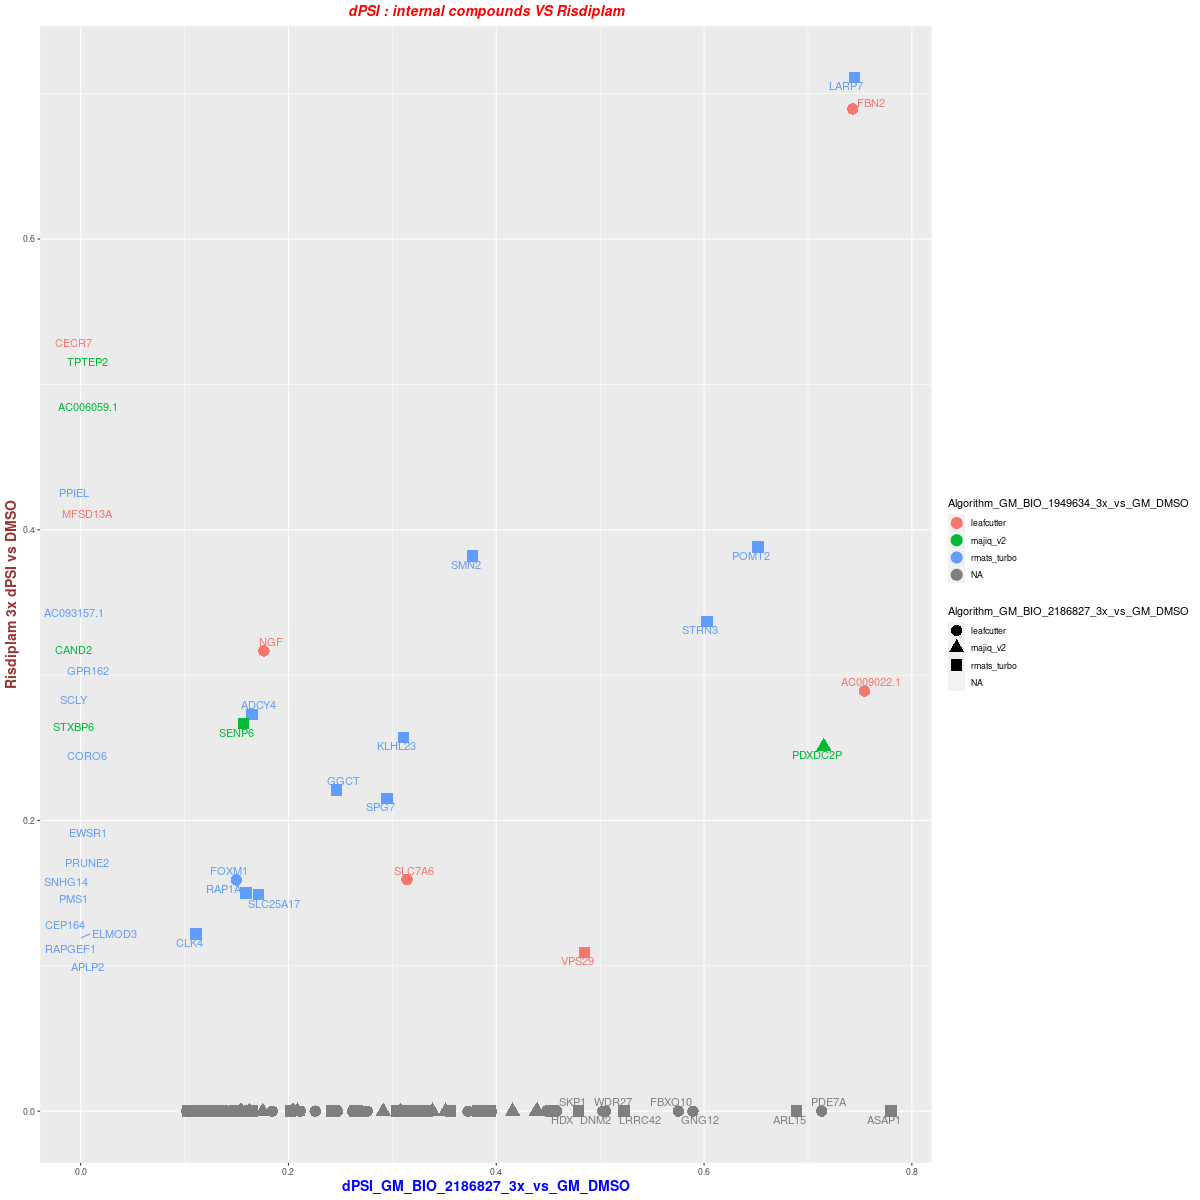 dPSI : internal compounds VS Risdiplam
LARP7
FBN2
0.6
CECR7
TPTEP2
AC006059.1
PPIEL
MFSD13A
Risdiplam 3x dPSI vs DMSO
0.4
SMN2
POMT2
AC093157.1
STRN3
NGF
CAND2
GPR162
AC009022.1
SCLY
ADCY4
STXBP6
SENP6
KLHL23
CORO6
PDXDC2P
GGCT
SPG7
0.2
EWSR1
PRUNE2
FOXM1
SLC7A6
SNHG14
RAP1A
PMS1
SLC25A17
CEP164
ELMOD3
CLK4
RAPGEF1
VPS29
APLP2
SKP1
WDR27
FBXO10
PDE7A
0.0
HDX
DNM2
LRRC42
GNG12
ARL15
ASAP1
0.0
0.2
0.4
0.6
0.8
dPSI_GM_BIO_2186827_3x_vs_GM_DMSO
Algorithm_GM_BIO_1949634_3x_vs_GM_DMSO
leafcutter
majiq_v2
rmats_turbo
NA
Algorithm_GM_BIO_2186827_3x_vs_GM_DMSO
leafcutter
majiq_v2
rmats_turbo
NA